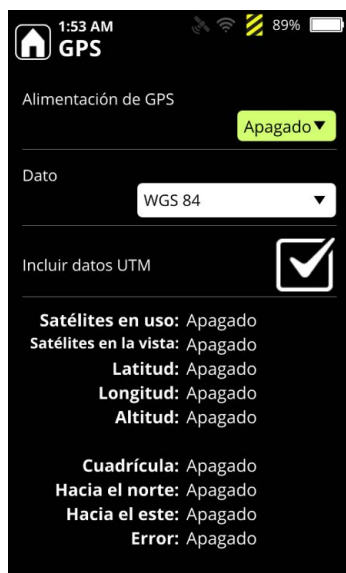 1:53 AM 89%
GPS
Alimentación de GPS
Apagado
Dato
WGS 84
Incluir datos UTM
Satélites en uso: Apagado
Satélites en la vista: Apagado
Latitud: Apagado
Longitud: Apagado
Altitud: Apagado
Cuadrícula: Apagado
Hacia el norte: Apagado
Hacia el este: Apagado
Error: Apagado